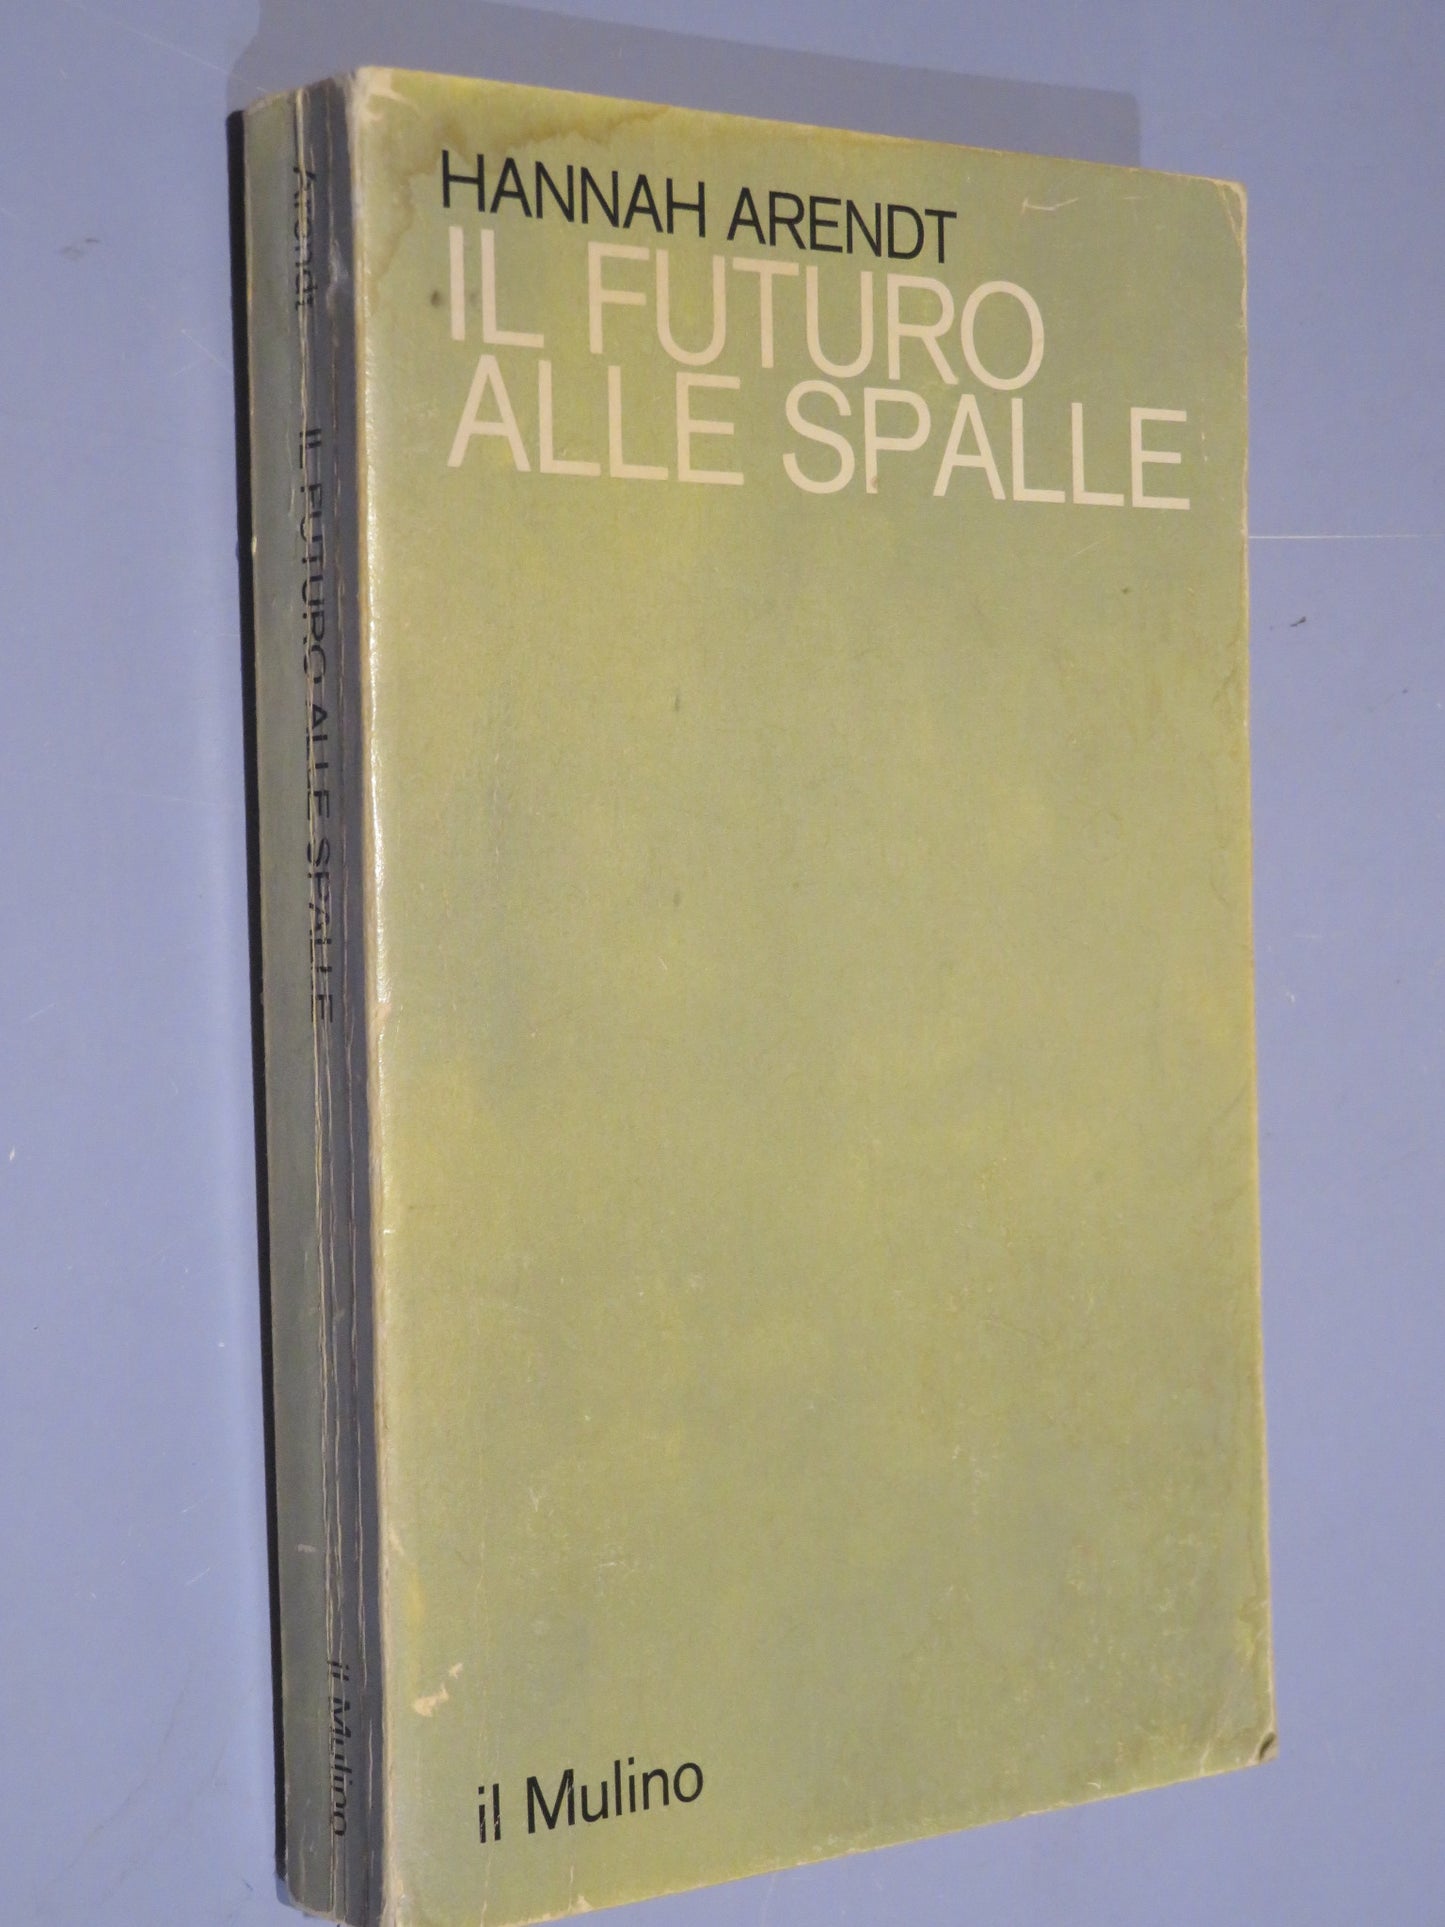 HANNAH ARENDT
IL FUTURO
ALLE SPALLE
il Mulino
Arendt IL FUTURO ALLE SPALLE il Mulino